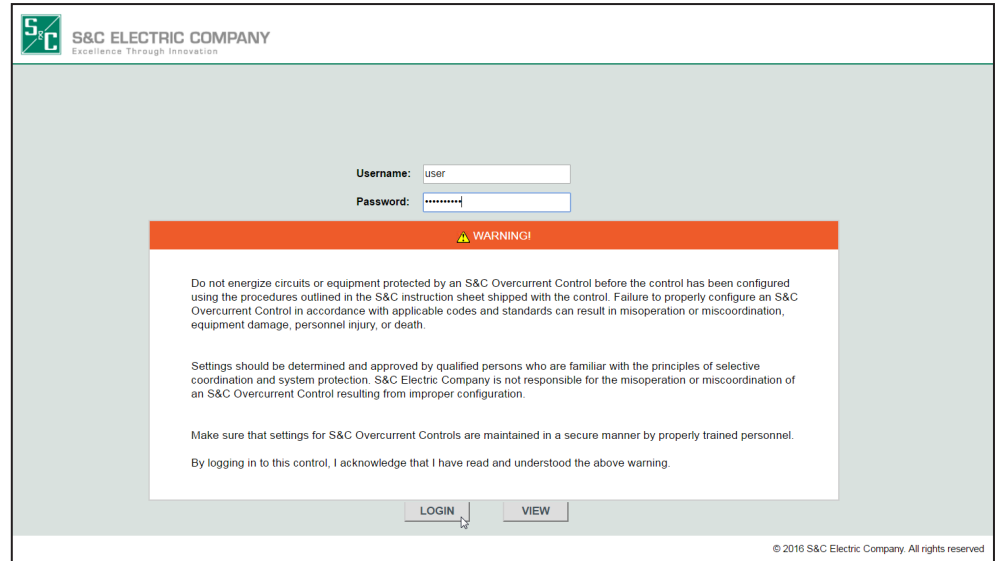 S&C
S&C ELECTRIC COMPANY
Excellence Through Innovation
Username: user
Password: ••••••••••
WARNING!
Do not energize circuits or equipment protected by an S&C Overcurrent Control before the control has been configured
using the procedures outlined in the S&C instruction sheet shipped with the control. Failure to properly configure an S&C
Overcurrent Control in accordance with applicable codes and standards can result in misoperation or miscoordination,
equipment damage, personnel injury, or death.
Settings should be determined and approved by qualified persons who are familiar with the principles of selective
coordination and system protection. S&C Electric Company is not responsible for the misoperation or miscoordination of
an S&C Overcurrent Control resulting from improper configuration.
Make sure that settings for S&C Overcurrent Controls are maintained in a secure manner by properly trained personnel.
By logging in to this control, I acknowledge that I have read and understood the above warning.
LOGIN VIEW
© 2016 S&C Electric Company. All rights reserved